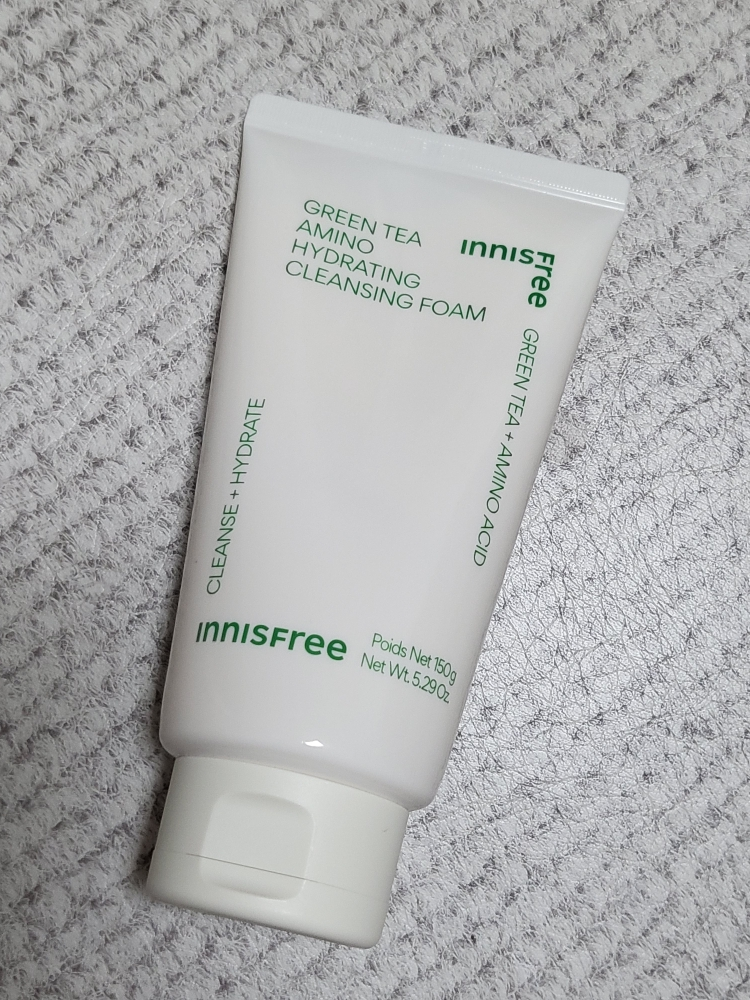 GREEN TEA
AMINO
HYDRATING
CLEANSING FOAM
innisfree
GREEN TEA + AMINO ACID
CLEANSE + HYDRATE
innisfree
Poids Net 150g
Net Wt. 5.29 Oz.